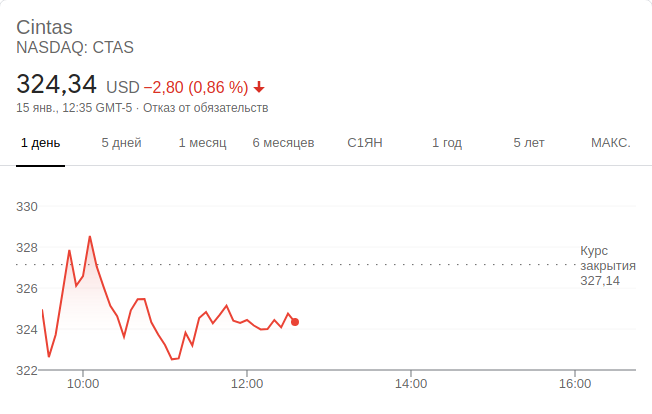 Cintas
NASDAQ: CTAS
324,34 USD −2,80 (0,86 %)
15 янв., 12:35 GMT-5 · Отказ от обязательств
1 день 5 дней 1 месяц 6 месяцев С1ЯН 1 год 5 лет МАКС.
330
328
326
324
322
Курс
закрытия
327,14
10:00 12:00 14:00 16:00